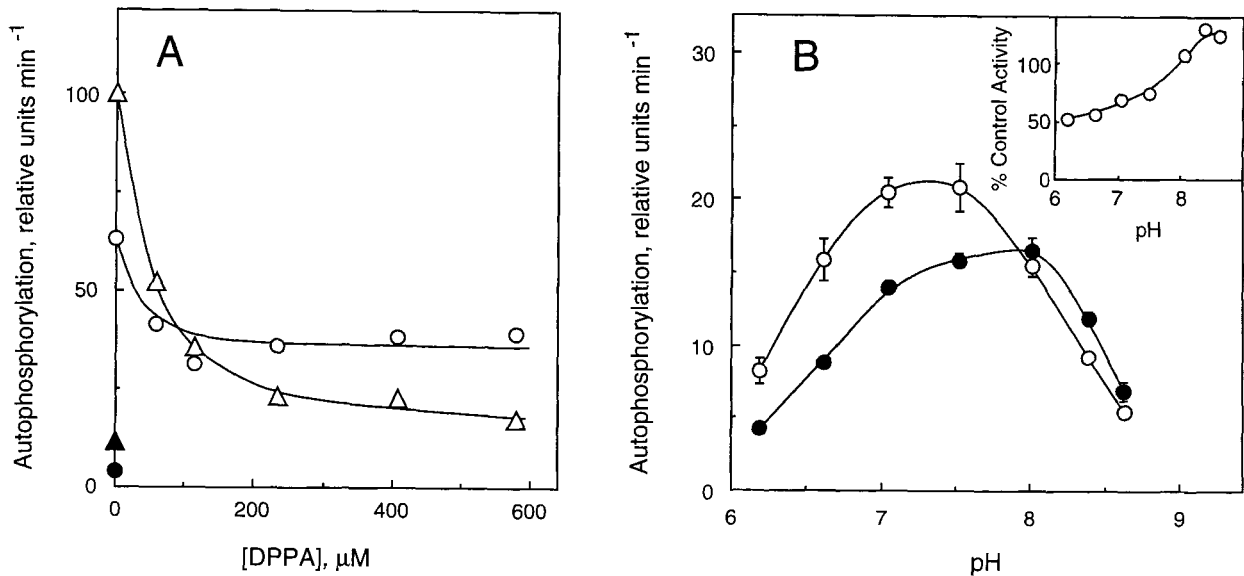 A
Autophosphorylation, relative units min -1
100
50
0
0
200
400
600
[DPPA], μM
B
Autophosphorylation, relative units min -1
30
20
10
0
6
7
8
9
pH
% Control Activity
100
50
0
6
7
8
pH